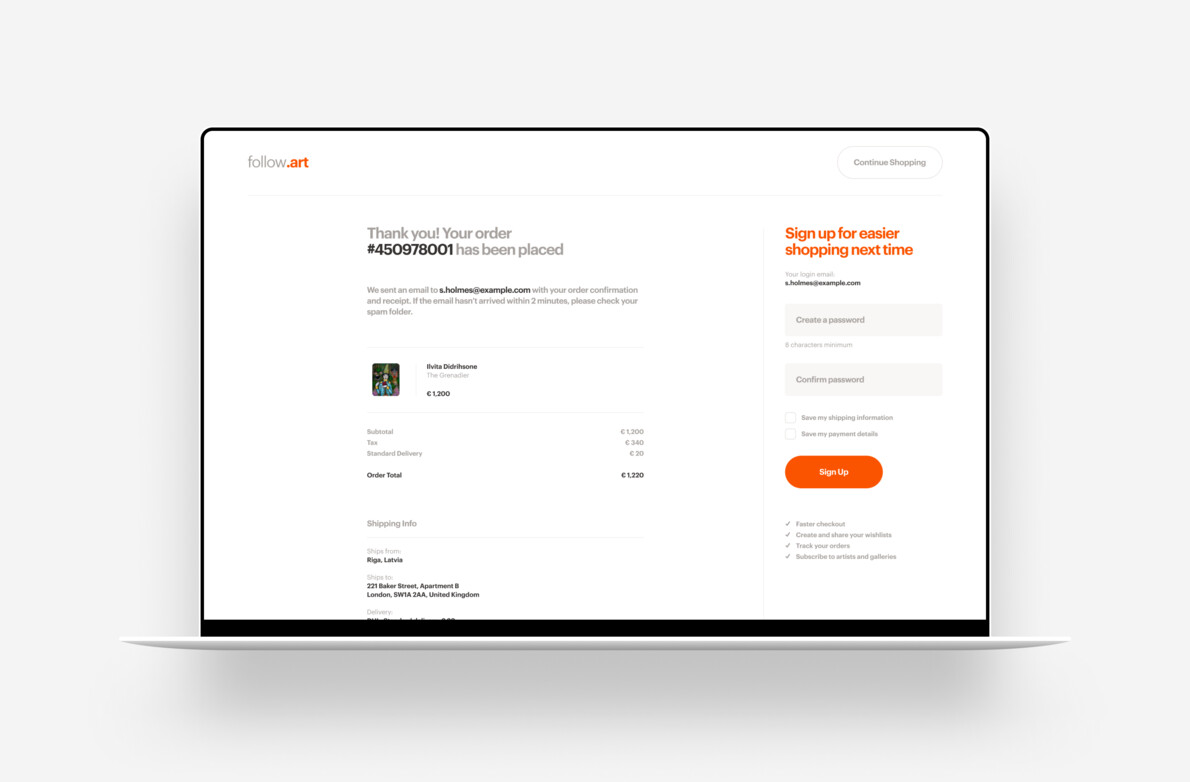 follow.art
Continue Shopping
Thank you! Your order
#450978001 has been placed
We sent an email to s.holmes@example.com with your order confirmation
and receipt. If the email hasn't arrived within 2 minutes, please check your
spam folder.
Ilvita Didrihsone
The Grenadier
€ 1,200
Subtotal € 1,200
Tax € 340
Standard Delivery € 20
Order Total € 1,220
Shipping Info
Ships from:
Riga, Latvia
Ships to:
221 Baker Street, Apartment B
London, SW1A 2AA, United Kingdom
Delivery:
Sign up for easier
shopping next time
Your login email:
s.holmes@example.com
Create a password
8 characters minimum
Confirm password
Save my shipping information
Save my payment details
Sign Up
✓ Faster checkout
✓ Create and share your wishlists
✓ Track your orders
✓ Subscribe to artists and galleries